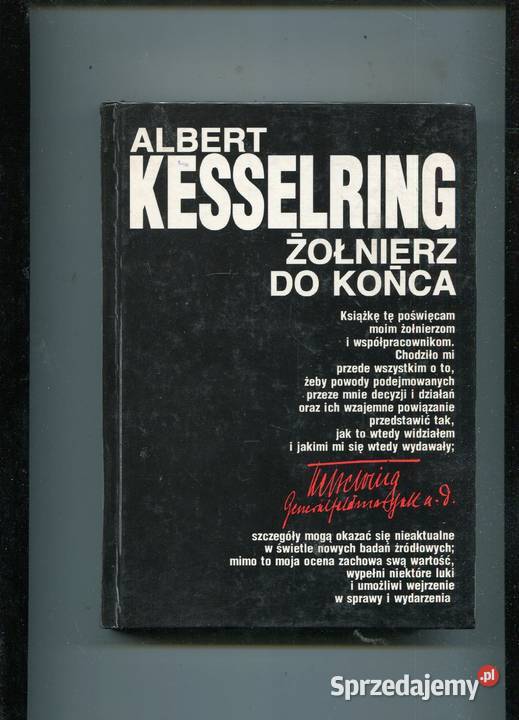 ALBERT
KESSELRING
ŻOŁNIERZ
DO KOŃCA
Książkę tę poświęcam
moim żołnierzom
i współpracownikom.
Chodziło mi
przede wszystkim o to,
żeby powody podejmowanych
przeze mnie decyzji i działań
oraz ich wzajemne powiązanie
przedstawić tak,
jak to wtedy widziałem
i jakimi mi się wtedy wydawały;
Kesselring
Generalfeldmarschall a. D.
szczegóły mogą okazać się nieaktualne
w świetle nowych badań źródłowych;
mimo to moja ocena zachowa swą wartość,
wypełni niektóre luki
i umożliwi wejrzenie
w sprawy i wydarzenia
Sprzedajemy.pl